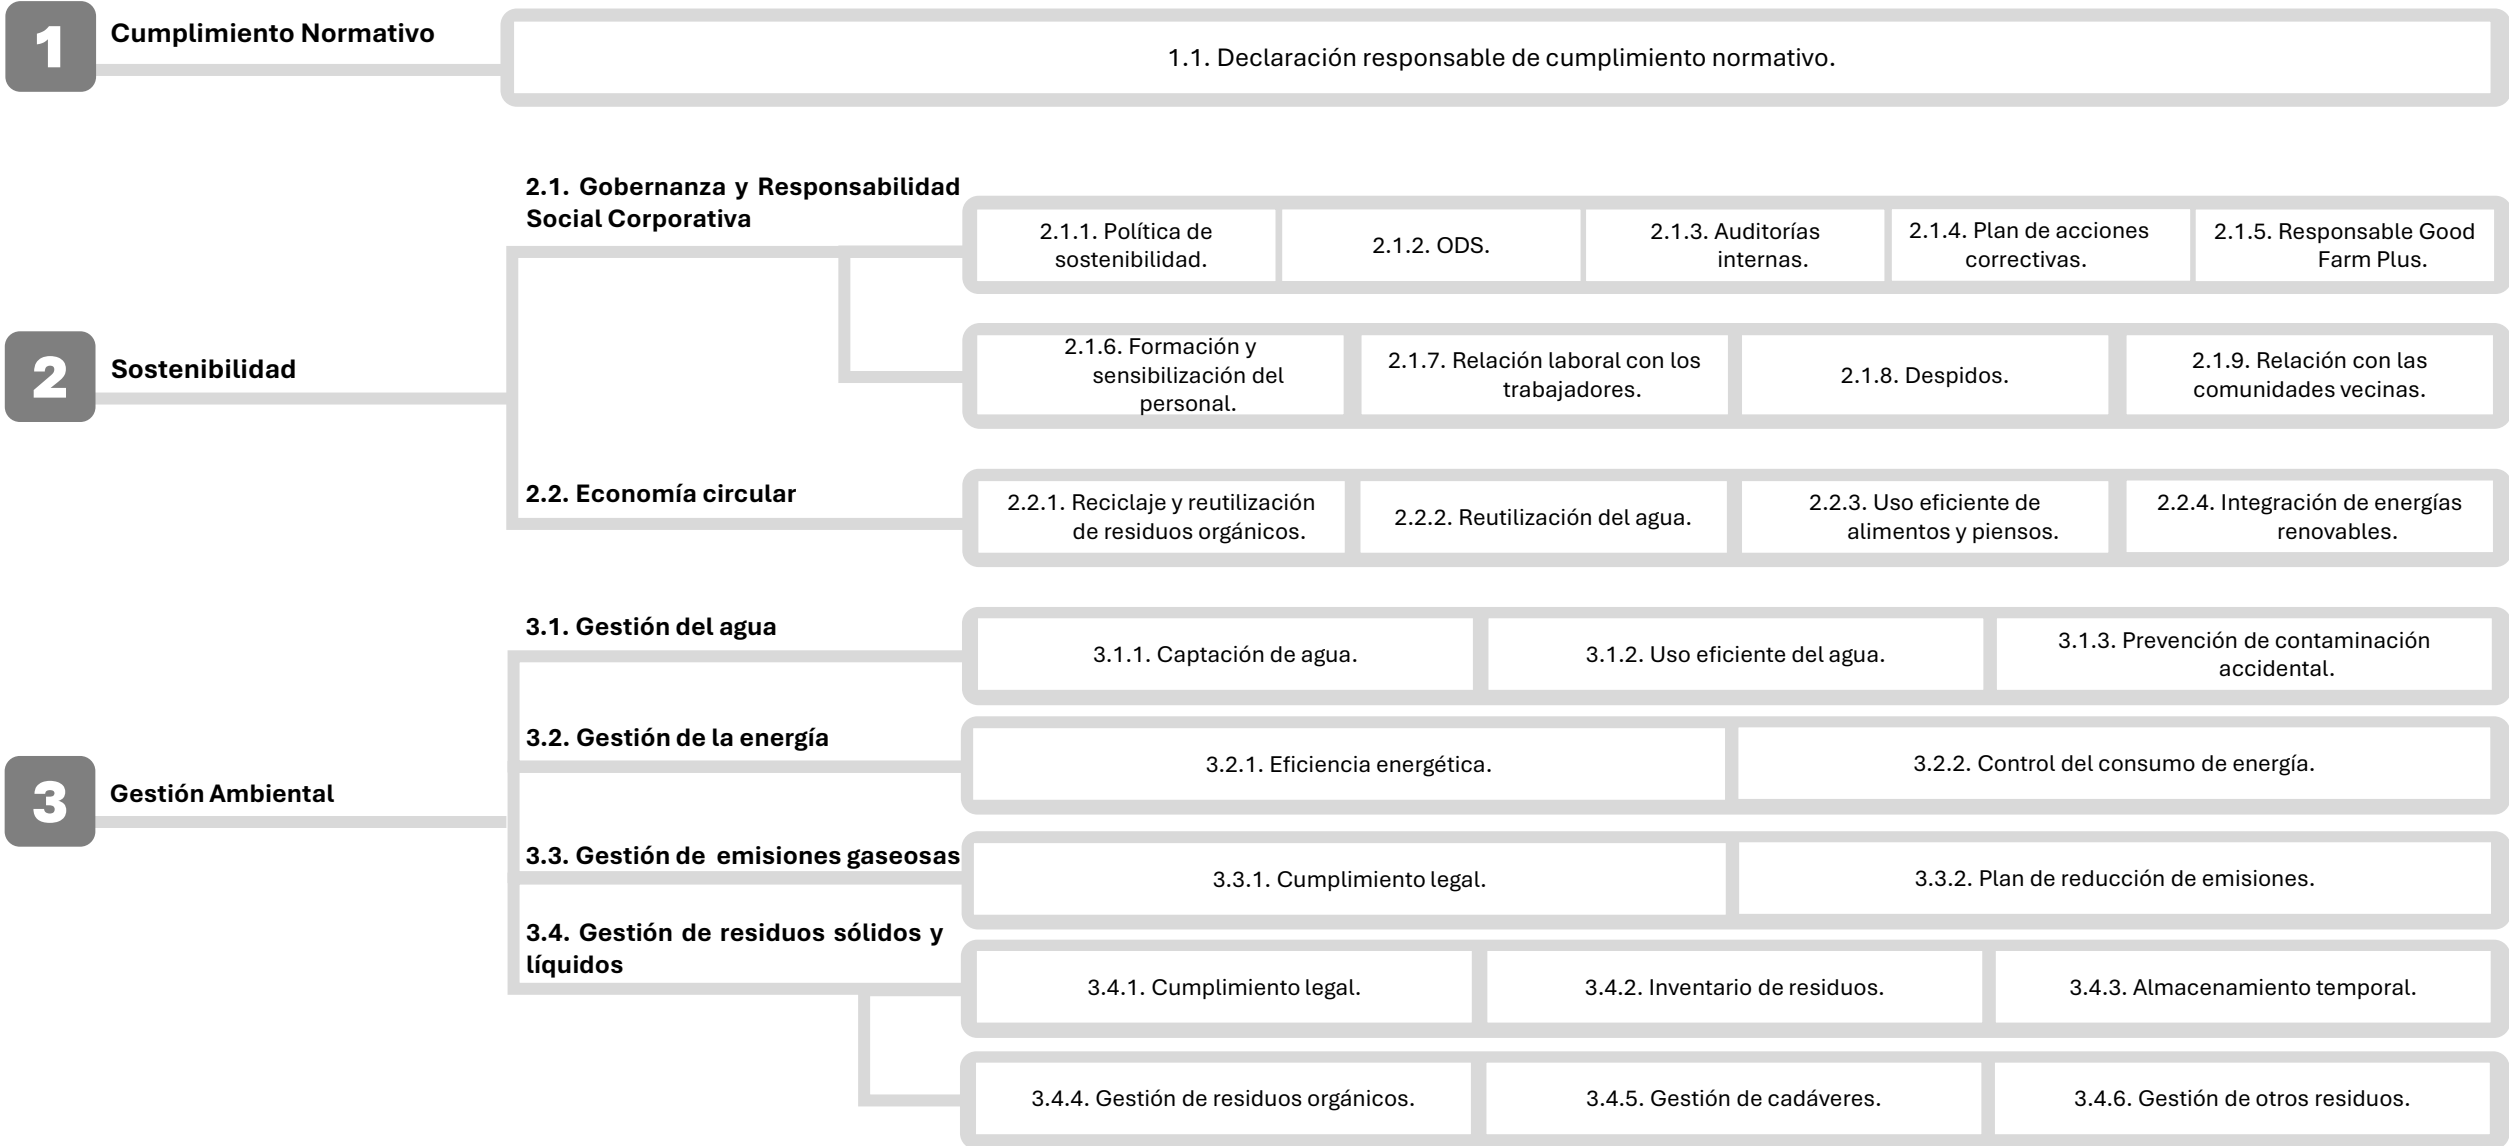 1
Cumplimiento Normativo
1.1. Declaración responsable de cumplimiento normativo.
2
Sostenibilidad
2.1. Gobernanza y Responsabilidad
Social Corporativa
2.1.1. Política de
sostenibilidad.
2.1.2. ODS.
2.1.3. Auditorías
internas.
2.1.4. Plan de acciones
correctivas.
2.1.5. Responsable Good
Farm Plus.
2.1.6. Formación y
sensibilización del
personal.
2.1.7. Relación laboral con los
trabajadores.
2.1.8. Despidos.
2.1.9. Relación con las
comunidades vecinas.
2.2. Economía circular
2.2.1. Reciclaje y reutilización
de residuos orgánicos.
2.2.2. Reutilización del agua.
2.2.3. Uso eficiente de
alimentos y piensos.
2.2.4. Integración de energías
renovables.
3
Gestión Ambiental
3.1. Gestión del agua
3.1.1. Captación de agua.
3.1.2. Uso eficiente del agua.
3.1.3. Prevención de contaminación
accidental.
3.2. Gestión de la energía
3.2.1. Eficiencia energética.
3.2.2. Control del consumo de energía.
3.3. Gestión de emisiones gaseosas
3.3.1. Cumplimiento legal.
3.3.2. Plan de reducción de emisiones.
3.4. Gestión de residuos sólidos y
líquidos
3.4.1. Cumplimiento legal.
3.4.2. Inventario de residuos.
3.4.3. Almacenamiento temporal.
3.4.4. Gestión de residuos orgánicos.
3.4.5. Gestión de cadáveres.
3.4.6. Gestión de otros residuos.